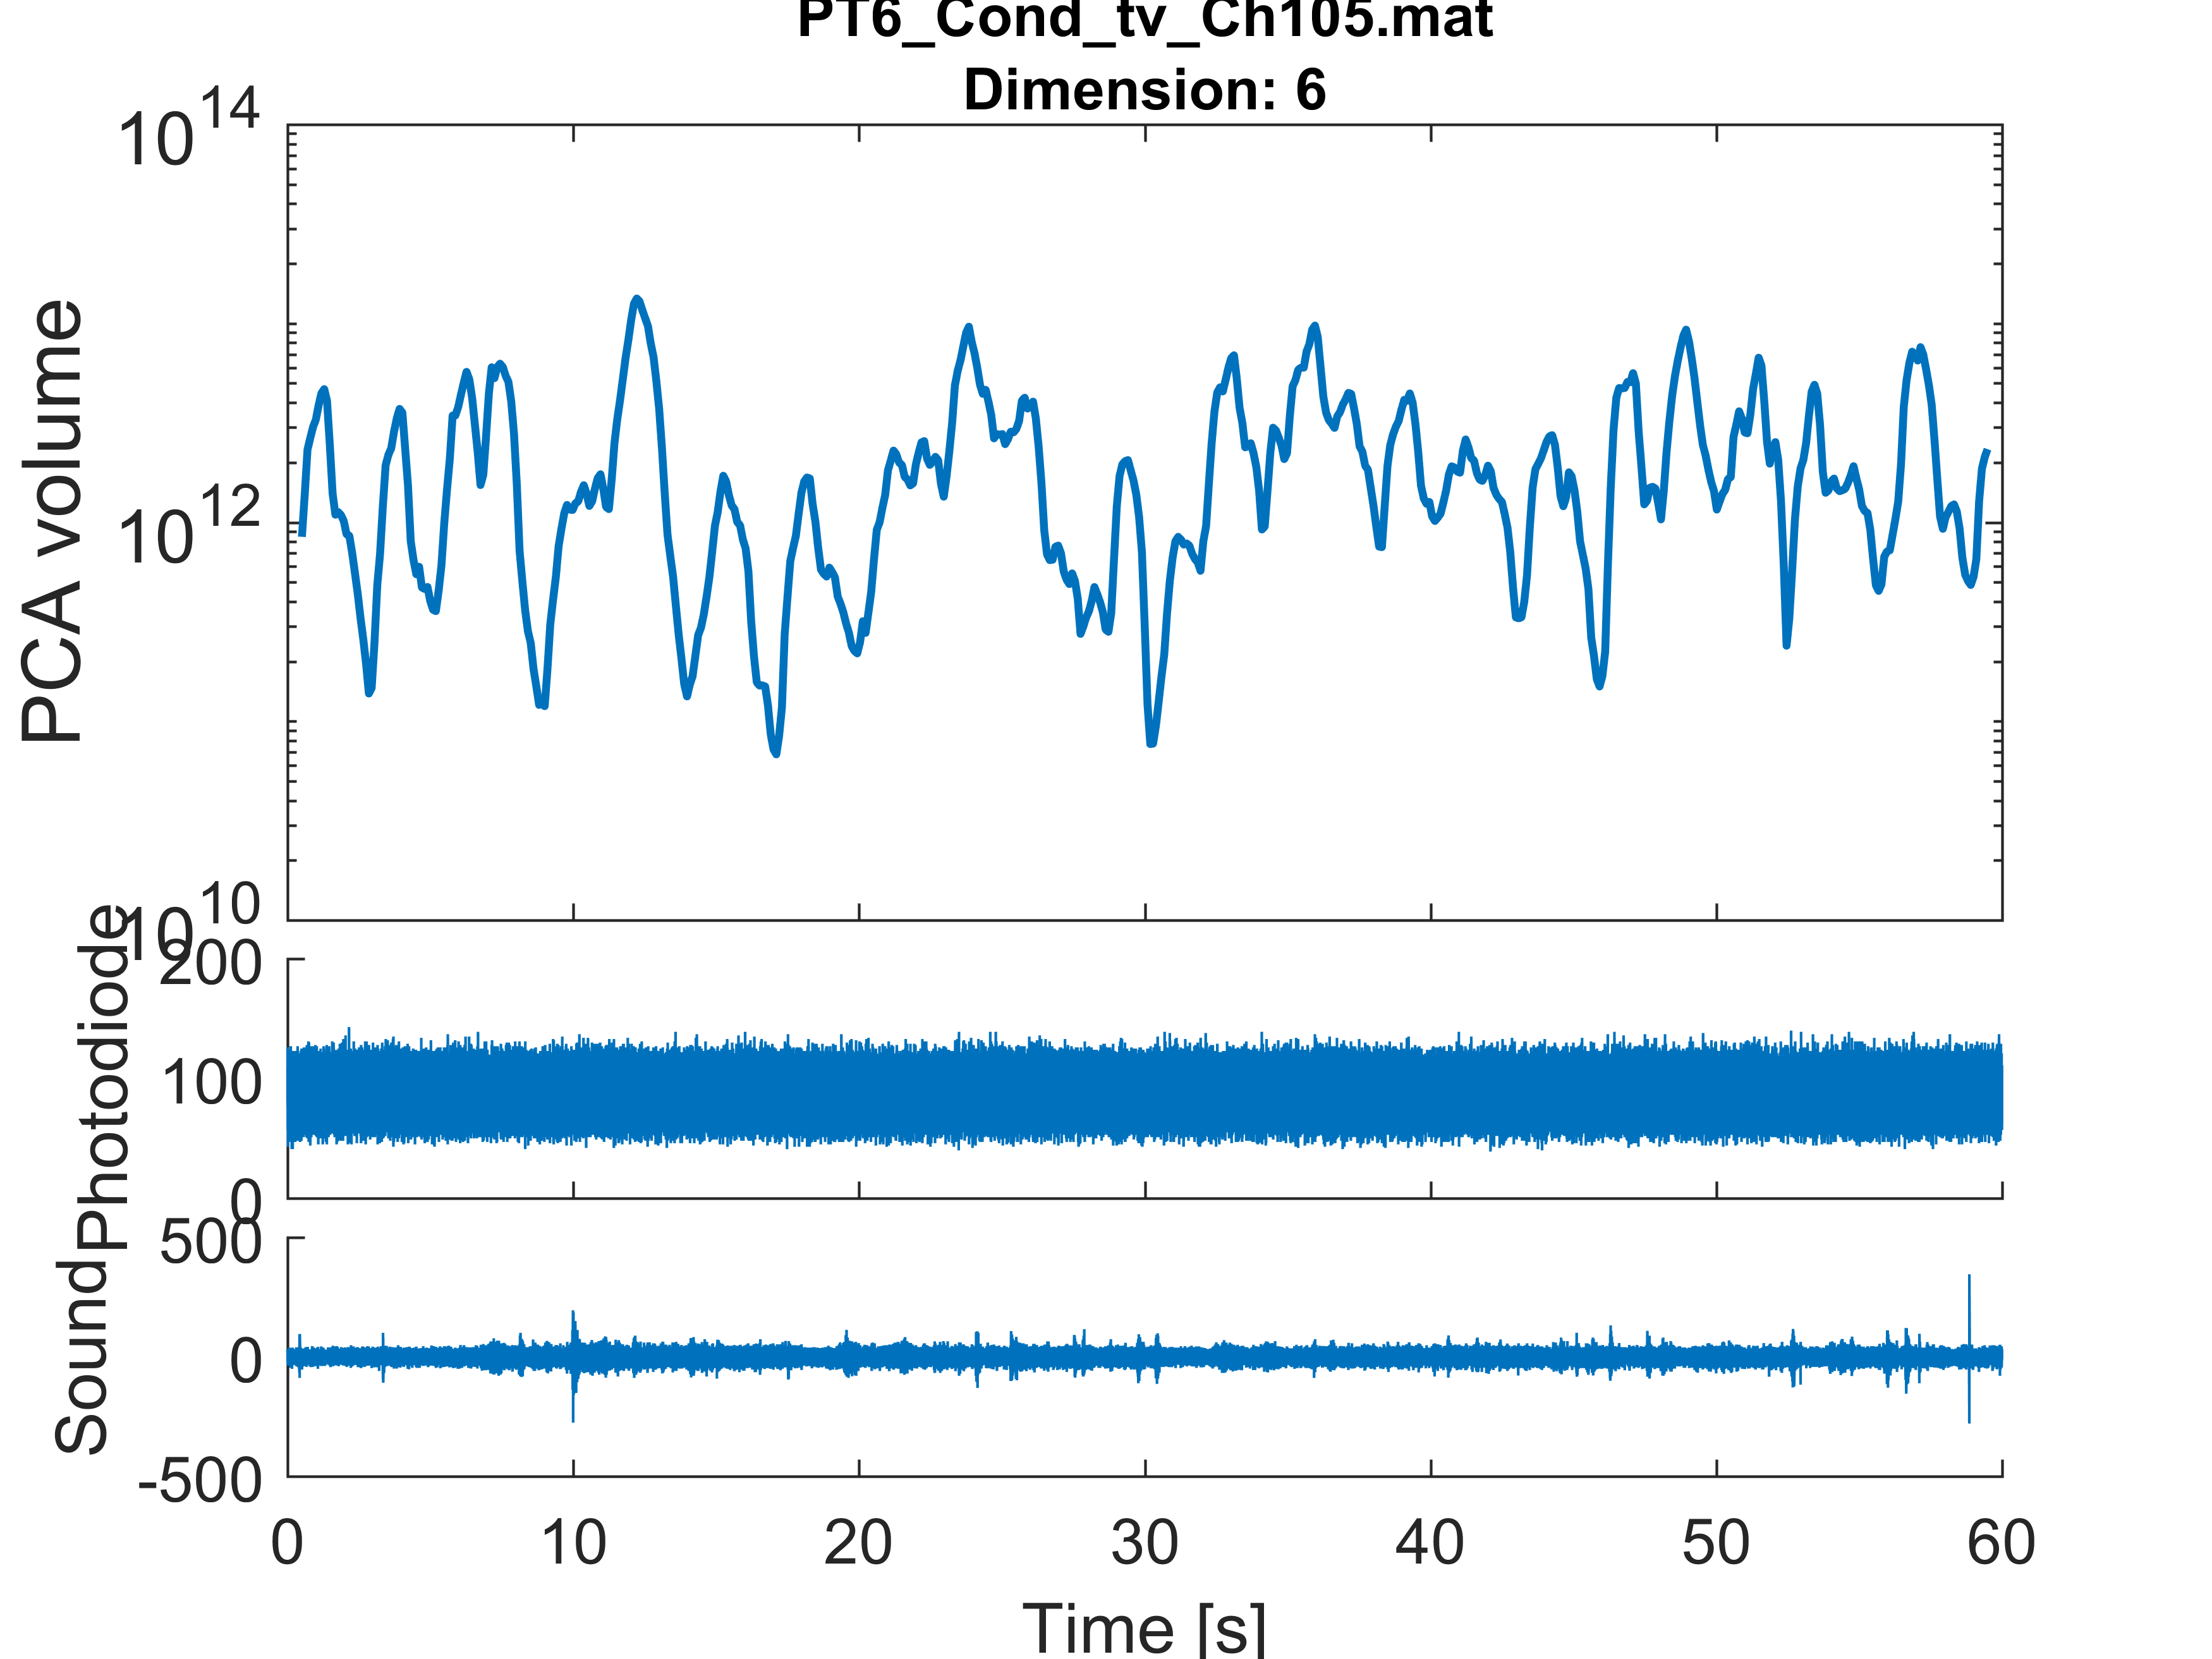 PT6_Cond_tv_Ch105.mat
Dimension: 6
10^14
10^12
10^10
PCA volume
200
100
0
Photodiode
500
0
-500
Sound
0 10 20 30 40 50 60
Time [s]